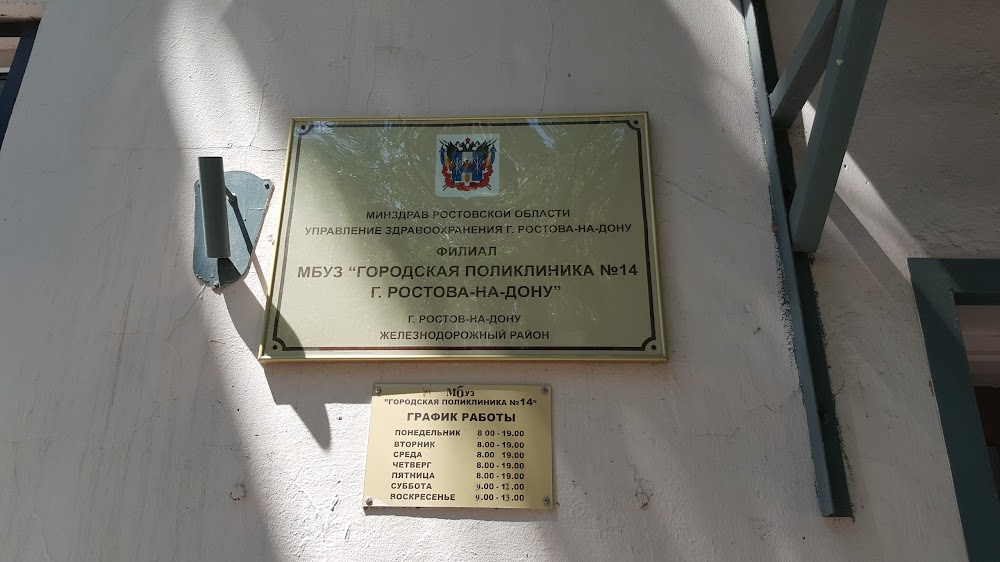 МИНЗДРАВ РОСТОВСКОЙ ОБЛАСТИ
УПРАВЛЕНИЕ ЗДРАВООХРАНЕНИЯ Г. РОСТОВА-НА-ДОНУ
ФИЛИАЛ
МБУЗ "ГОРОДСКАЯ ПОЛИКЛИНИКА №14
Г. РОСТОВА-НА-ДОНУ"
Г. РОСТОВ-НА-ДОНУ
ЖЕЛЕЗНОДОРОЖНЫЙ РАЙОН
Мбуз
"ГОРОДСКАЯ ПОЛИКЛИНИКА №14"
ГРАФИК РАБОТЫ
ПОНЕДЕЛЬНИК 8 00 - 19.00
ВТОРНИК 8.00 - 19.00
СРЕДА 8.00 - 19.00
ЧЕТВЕРГ 8.00 - 19.00
ПЯТНИЦА 8.00 - 19.00
СУББОТА 9.00 -
ВОСКРЕСЕНЬЕ 9.00 - 13.00